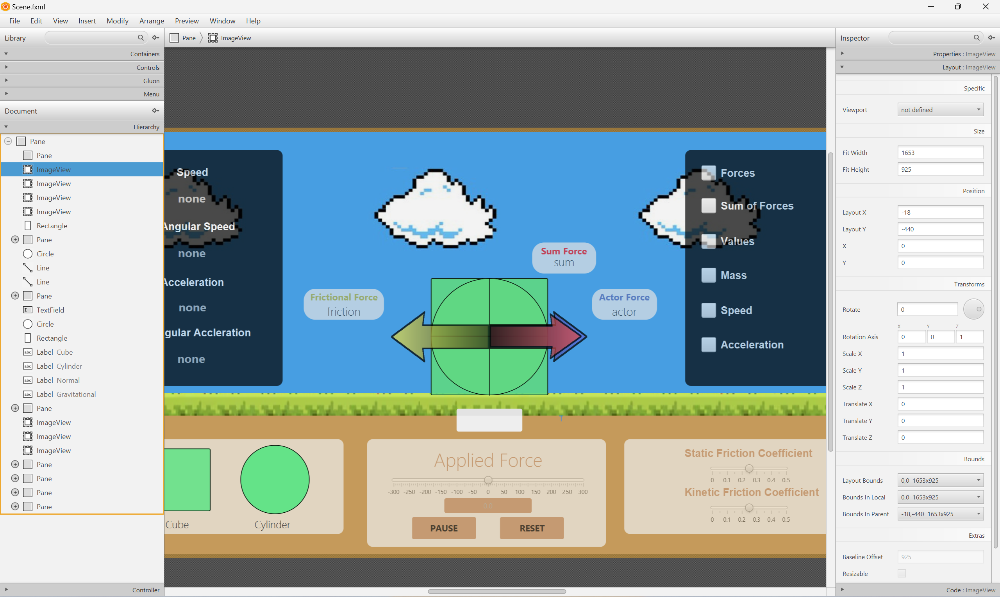 Scene.fxml
File Edit View Insert Modify Arrange Preview Window Help
Library
Containers
Controls
Gluon
Menu
Document
Hierarchy
Pane
Pane
ImageView
ImageView
ImageView
ImageView
Rectangle
Pane
Circle
Line
Line
Pane
TextField
Circle
Rectangle
abc Label Cube
abc Label Cylinder
abc Label Normal
abc Label Gravitational
Pane
ImageView
ImageView
ImageView
Pane
Pane
Pane
Pane
Controller
Pane ImageView
Speed
none
Angular Speed
none
Acceleration
none
gular Accleration
none
Sum Force
sum
Frictional Force
friction
Actor Force
actor
Forces
Sum of Forces
Values
Mass
Speed
Acceleration
T
Cube
Cylinder
Applied Force
-300 -250 -200 -150 -100 -50 0 50 100 150 200 250 300
0.0
PAUSE RESET
Static Friction Coefficient
0 0.1 0.2 0.3 0.4 0.5
Kinetic Friction Coefficient
0 0.1 0.2 0.3 0.4 0.5
Inspector
Properties : ImageView
Layout : ImageView
Specific
Viewport not defined
Size
Fit Width 1653
Fit Height 925
Position
Layout X -18
Layout Y -440
X 0
Y 0
Transforms
Rotate 0
X Y Z
Rotation Axis 0 0 1
Scale X 1
Scale Y 1
Scale Z 1
Translate X 0
Translate Y 0
Translate Z 0
Bounds
Layout Bounds 0,0 1653x925
Bounds In Local 0,0 1653x925
Bounds In Parent -18,-440 1653x925
Extras
Baseline Offset 925
Resizable
Code : ImageView